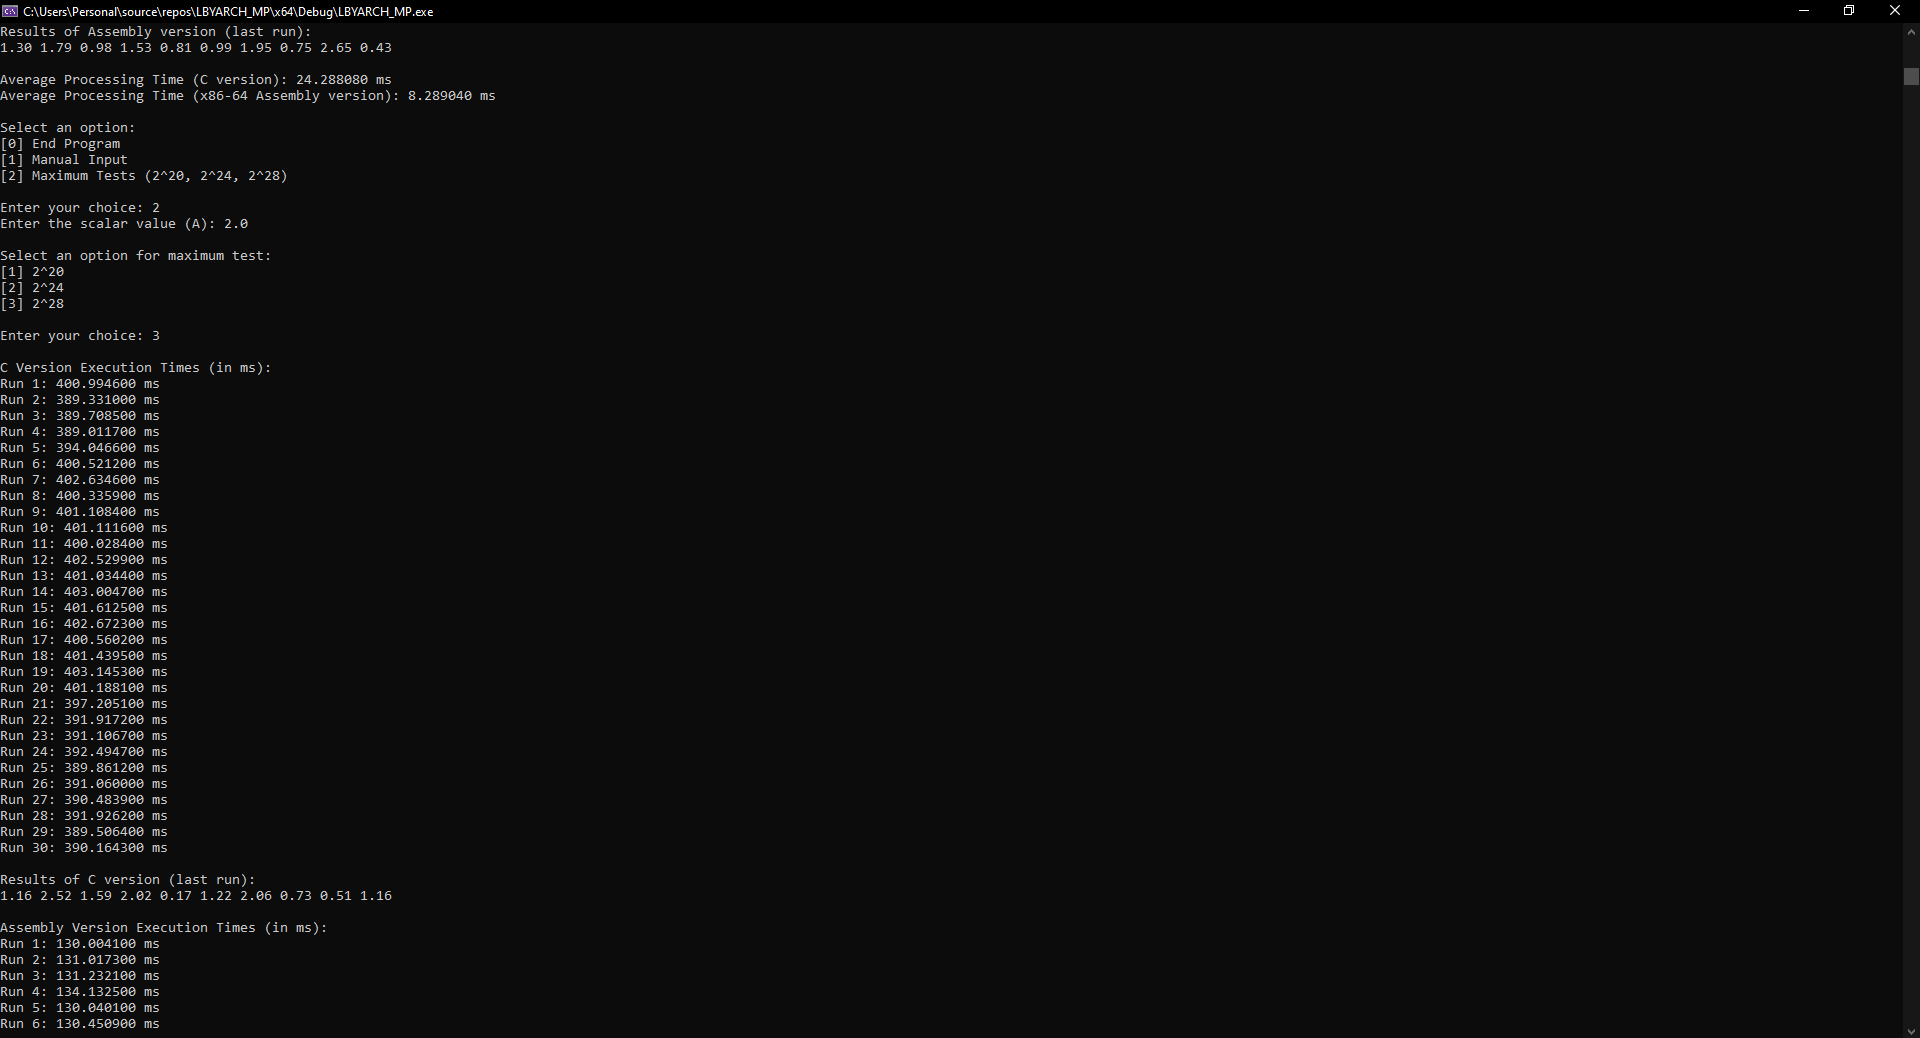 C:\Users\Personal\source\repos\LBYARCH_MP\x64\Debug\LBYARCH_MP.exe
Results of Assembly version (last run):
1.30 1.79 0.98 1.53 0.81 0.99 1.95 0.75 2.65 0.43
Average Processing Time (C version): 24.288080 ms
Average Processing Time (x86-64 Assembly version): 8.289040 ms
Select an option:
[0] End Program
[1] Manual Input
[2] Maximum Tests (2^20, 2^24, 2^28)
Enter your choice: 2
Enter the scalar value (A): 2.0
Select an option for maximum test:
[1] 2^20
[2] 2^24
[3] 2^28
Enter your choice: 3
C Version Execution Times (in ms):
Run 1: 400.994600 ms
Run 2: 389.331000 ms
Run 3: 389.708500 ms
Run 4: 389.011700 ms
Run 5: 394.046600 ms
Run 6: 400.521200 ms
Run 7: 402.634600 ms
Run 8: 400.335900 ms
Run 9: 401.108400 ms
Run 10: 401.111600 ms
Run 11: 400.028400 ms
Run 12: 402.529900 ms
Run 13: 401.034400 ms
Run 14: 403.004700 ms
Run 15: 401.612500 ms
Run 16: 402.672300 ms
Run 17: 400.560200 ms
Run 18: 401.439500 ms
Run 19: 403.145300 ms
Run 20: 401.188100 ms
Run 21: 397.205100 ms
Run 22: 391.917200 ms
Run 23: 391.106700 ms
Run 24: 392.494700 ms
Run 25: 389.861200 ms
Run 26: 391.060000 ms
Run 27: 390.483900 ms
Run 28: 391.926200 ms
Run 29: 389.506400 ms
Run 30: 390.164300 ms
Results of C version (last run):
1.16 2.52 1.59 2.02 0.17 1.22 2.06 0.73 0.51 1.16
Assembly Version Execution Times (in ms):
Run 1: 130.004100 ms
Run 2: 131.017300 ms
Run 3: 131.232100 ms
Run 4: 134.132500 ms
Run 5: 130.040100 ms
Run 6: 130.450900 ms